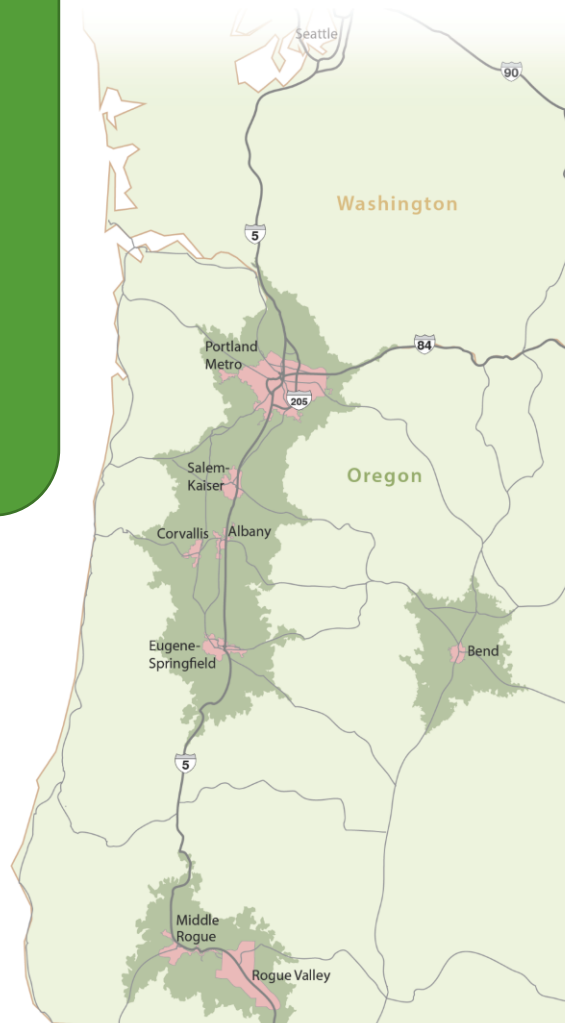 Seattle
90
Washington
5
84
Portland
Metro
205
Salem-
Kaiser
Oregon
Corvallis
Albany
Eugene-
Springfield
Bend
5
Middle
Rogue
Rogue Valley